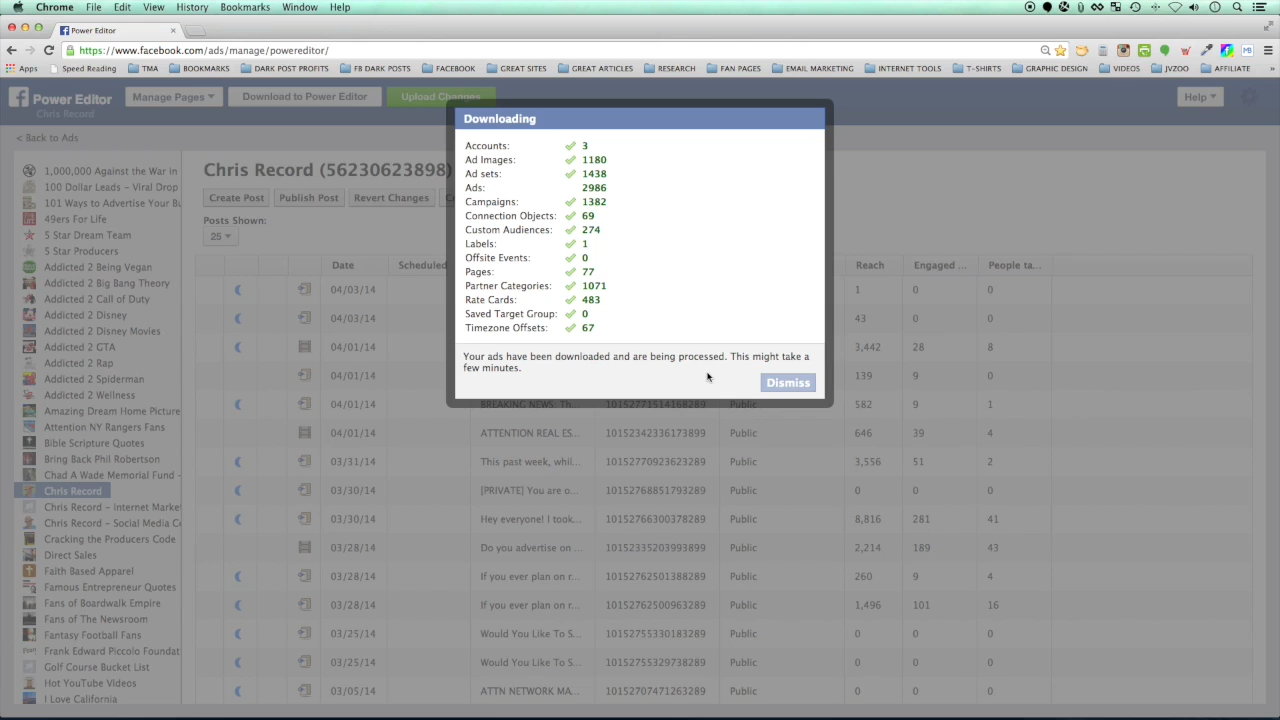 Chrome File Edit View History Bookmarks Window Help
Power Editor
https://www.facebook.com/ads/manage/powereditor/
Apps Speed Reading TMA BOOKMARKS DARK POST PROFITS FB DARK POSTS FACEBOOK GREAT SITES GREAT ARTICLES RESEARCH FAN PAGES EMAIL MARKETING INTERNET TOOLS T-SHIRTS GRAPHIC DESIGN VIDEOS JVZOO AFFILIATE »
Power Editor Manage Pages Download to Power Editor Upload Changes Help
Chris Record
< Back to Ads
Downloading
Accounts: 3
Ad Images: 1180
Ad sets: 1438
Ads: 2986
Campaigns: 1382
Connection Objects: 69
Custom Audiences: 274
Labels: 1
Offsite Events: 0
Pages: 77
Partner Categories: 1071
Rate Cards: 483
Saved Target Group: 0
Timezone Offsets: 67
Your ads have been downloaded and are being processed. This might take a
few minutes.
Dismiss
1,000,000 Against the War in
100 Dollar Leads – Viral Drop
101 Ways to Advertise Your Bu
49ers For Life
5 Star Dream Team
5 Star Producers
Addicted 2 Being Vegan
Addicted 2 Big Bang Theory
Addicted 2 Call of Duty
Addicted 2 Disney
Addicted 2 Disney Movies
Addicted 2 GTA
Addicted 2 Rap
Addicted 2 Spiderman
Addicted 2 Wellness
Amazing Dream Home Picture
Attention NY Rangers Fans
Bible Scripture Quotes
Bring Back Phil Robertson
Chad A Wade Memorial Fund –
Chris Record
Chris Record – Internet Market
Chris Record – Social Media Co
Cracking the Producers Code
Direct Sales
Faith Based Apparel
Famous Entrepreneur Quotes
Fans of Boardwalk Empire
Fans of The Newsroom
Fantasy Football Fans
Frank Edward Piccolo Foundat
Golf Course Bucket List
Hot YouTube Videos
I Love California
Chris Record (56230623898)
Create Post Publish Post Revert Changes
Posts Shown:
25
Date Scheduled Reach Engaged ... People ta...
04/03/14 1 0 0
04/03/14 43 0 0
04/01/14 3,442 28 8
04/01/14 139 9 0
04/01/14 BREAKING NEWS: Th... 10152771514168289 Public 582 9 1
04/01/14 ATTENTION REAL ES... 10152342336173899 Public 646 39 4
03/31/14 This past week, whil... 10152770923623289 Public 3,556 51 2
03/30/14 [PRIVATE] You are o... 10152768851793289 Public 0 0 0
03/30/14 Hey everyone! I took... 10152766300378289 Public 8,816 281 41
03/28/14 Do you advertise on ... 10152335203993899 Public 2,214 189 43
03/28/14 If you ever plan on r... 10152762501388289 Public 260 9 4
03/28/14 If you ever plan on r... 10152762500963289 Public 1,496 101 16
03/25/14 Would You Like To S... 10152755330183289 Public 0 0 0
03/25/14 Would You Like To S... 10152755329738289 Public 0 0 0
03/05/14 ATTN NETWORK MA... 10152707471263289 Public 0 0 0